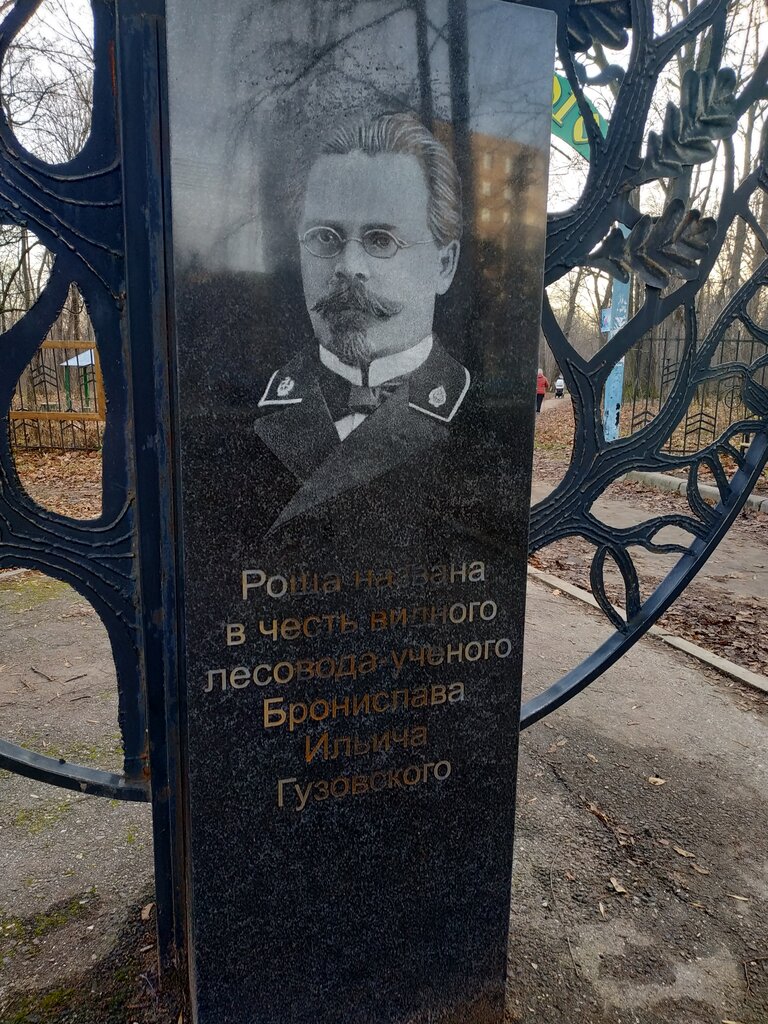 Роща названа
в честь видного
лесовода-ученого
Бронислава
Ильича
Гузовского